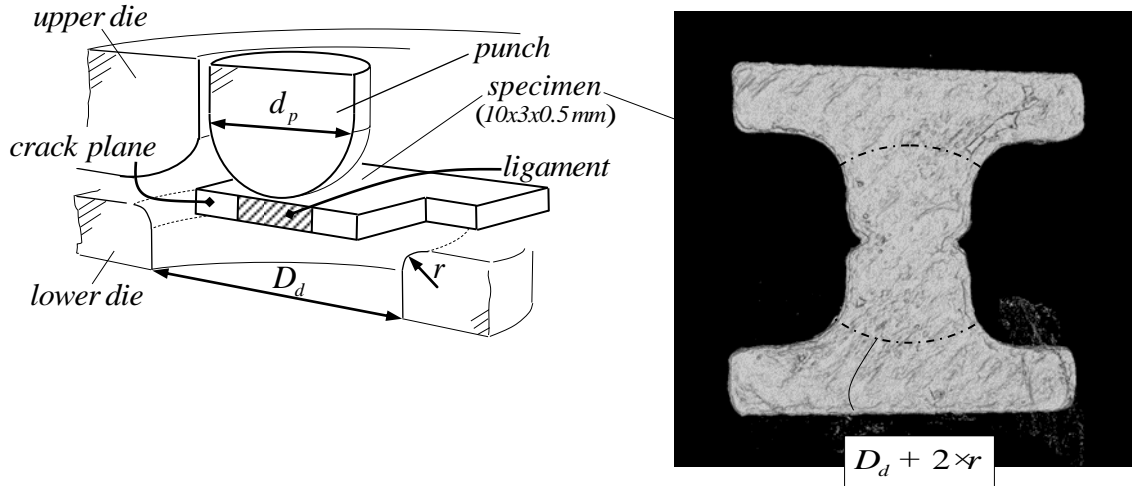 upper die
punch
specimen
(10x3x0.5 mm)
d_p
crack plane
ligament
r
D_d
lower die
D_d + 2×r